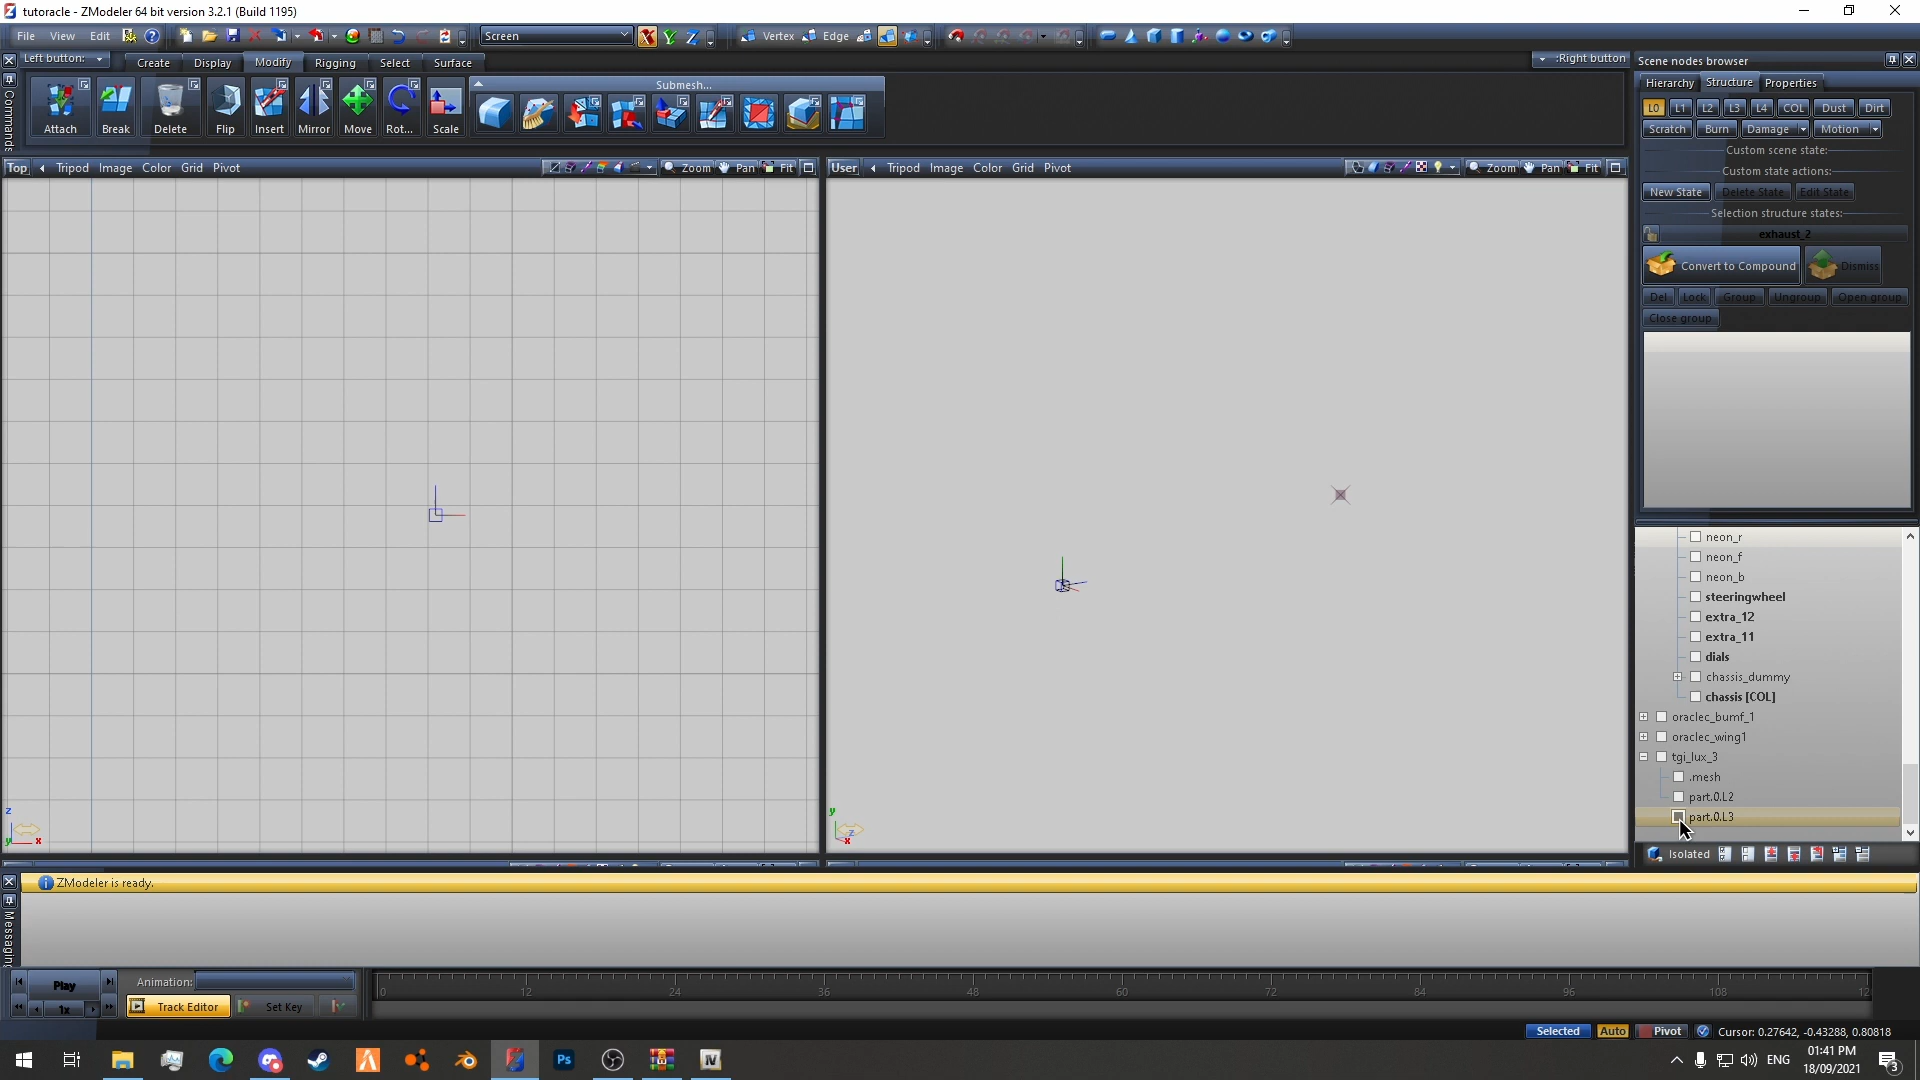 tutoracle - ZModeler 64 bit version 3.2.1 (Build 1195)
File View Edit Screen X Y Z Vertex Edge
Left button: Create Display Modify Rigging Select Surface :Right button
Scene nodes browser
Commands
Submesh...
Attach Break Delete Flip Insert Mirror Move Rot... Scale
Hierarchy Structure Properties
L0 L1 L2 L3 L4 COL Dust Dirt
Scratch Burn Damage Motion
Custom scene state:
Custom state actions:
New State Delete State Edit State
Selection structure states:
exhaust_2
Convert to Compound Dismiss
Del Lock Group Ungroup Open group
Close group
Top Tripod Image Color Grid Pivot Zoom Pan Fit
User Tripod Image Color Grid Pivot Zoom Pan Fit
neon_r
neon_f
neon_b
steeringwheel
extra_12
extra_11
dials
chassis_dummy
chassis [COL]
oraclec_bumf_1
oraclec_wing1
tgi_lux_3
.mesh
part.0.L2
part.0.L3
z
y x
y
z
x
Isolated
ZModeler is ready.
Messaging
Play Animation:
1x Track Editor Set Key
0 12 24 36 48 60 72 84 96 108 12
Selected Auto Pivot Cursor: 0.27642, -0.43288, 0.80818
Ps IV ENG 01:41 PM
18/09/2021 3